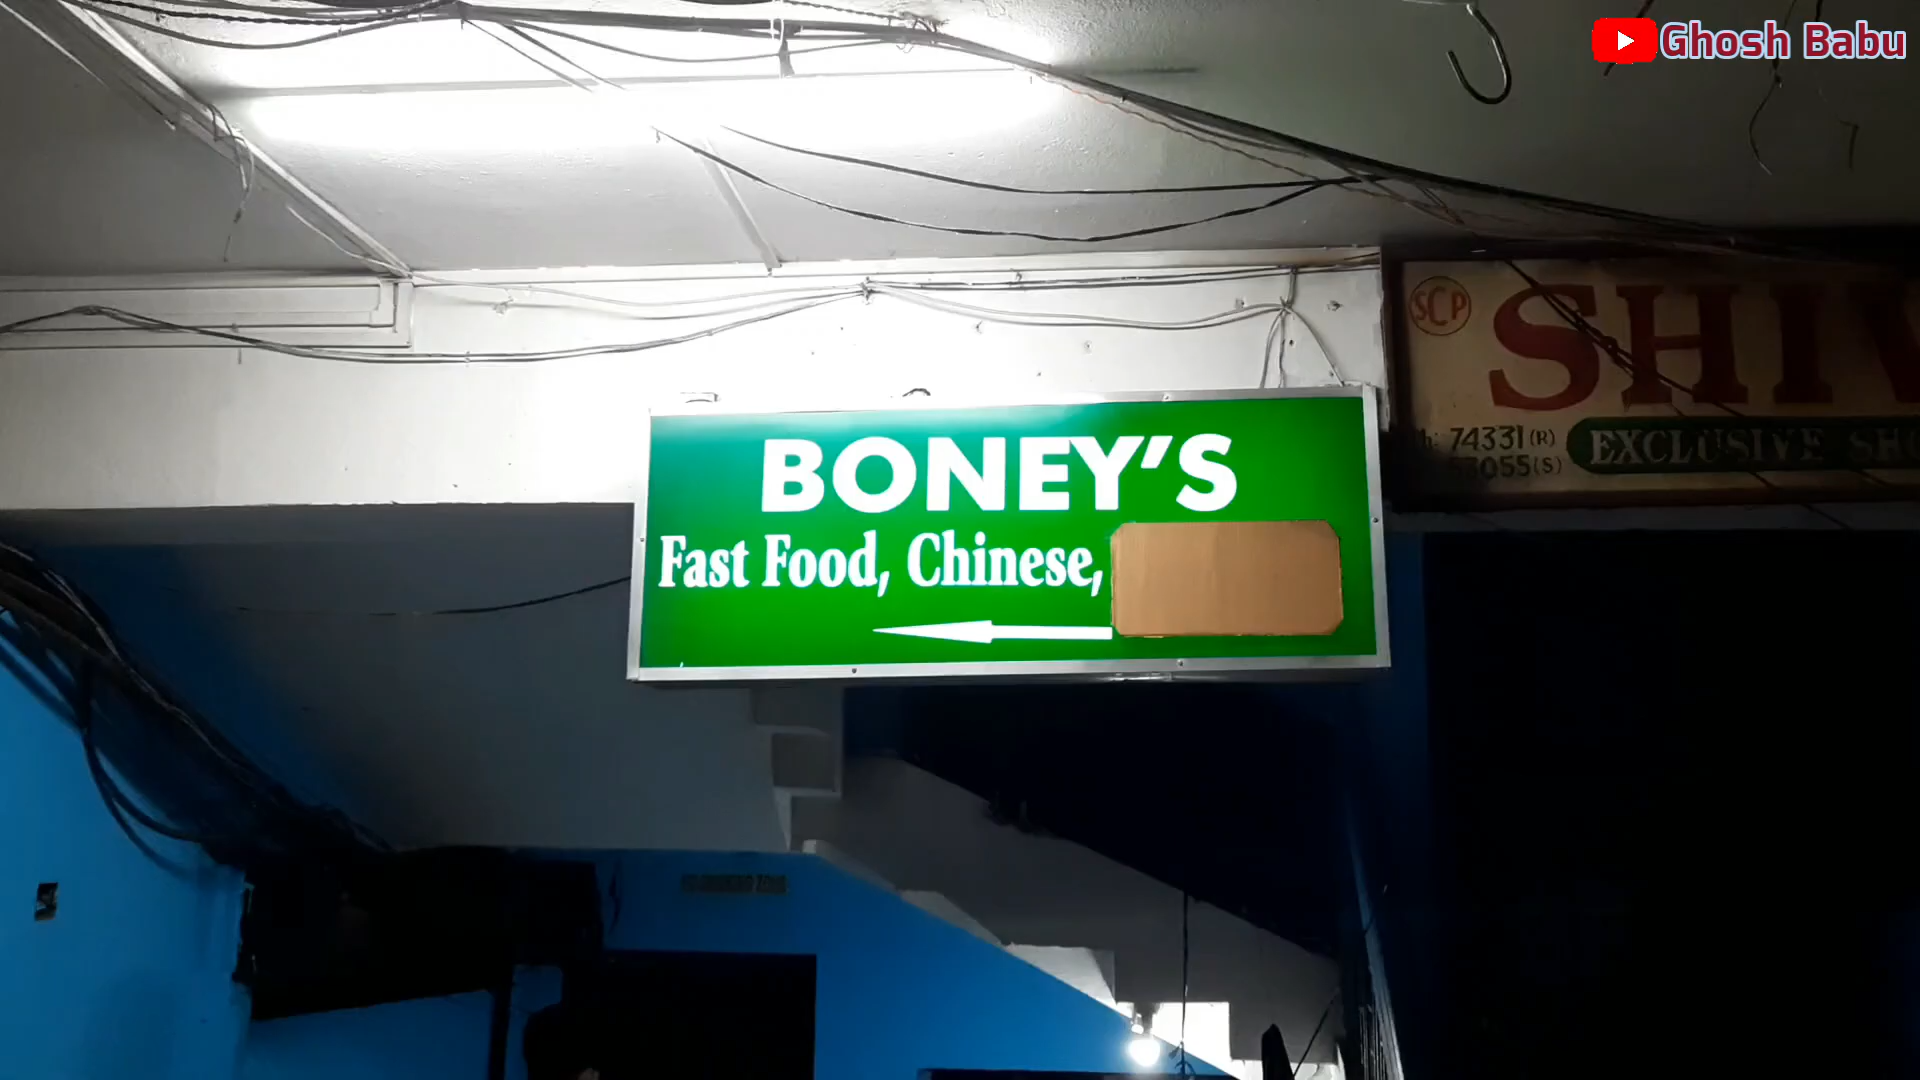 Ghosh Babu
SCP
SHIV
74331 (R)
EXCLUSIVE
055 (S)
BONEY'S
Fast Food, Chinese,